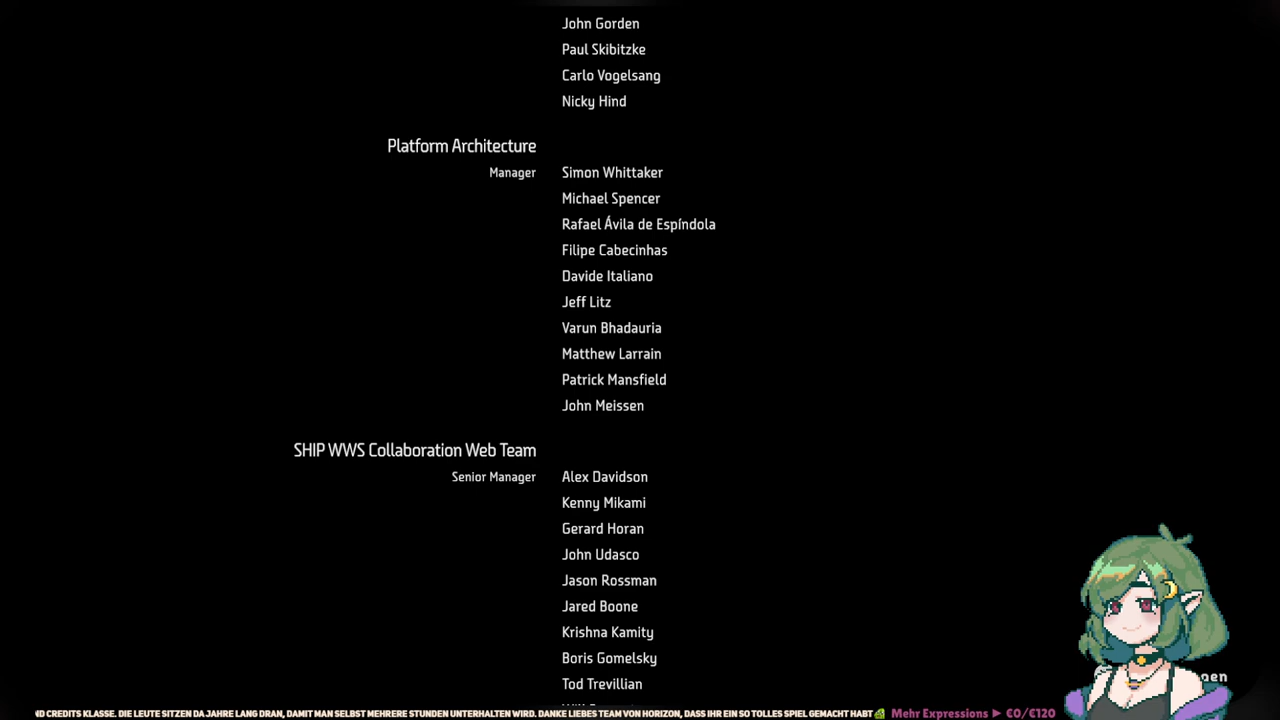 John Gorden
Paul Skibitzke
Carlo Vogelsang
Nicky Hind
Platform Architecture
Manager Simon Whittaker
Michael Spencer
Rafael Ávila de Espíndola
Filipe Cabecinhas
Davide Italiano
Jeff Litz
Varun Bhadauria
Matthew Larrain
Patrick Mansfield
John Meissen
SHIP WWS Collaboration Web Team
Senior Manager Alex Davidson
Kenny Mikami
Gerard Horan
John Udasco
Jason Rossman
Jared Boone
Krishna Kamity
Boris Gomelsky
Tod Trevillian
CREDITS KLASSE. DIE LEUTE SITZEN DA JAHRE LANG DRAN, DAMIT MAN SELBST MEHRERE STUNDEN UNTERHALTEN WIRD. DANKE LIEBES TEAM VON HORIZON, DASS IHR EIN SO TOLLES SPIEL GEMACHT HABT Mehr Expressions ► €0/€120